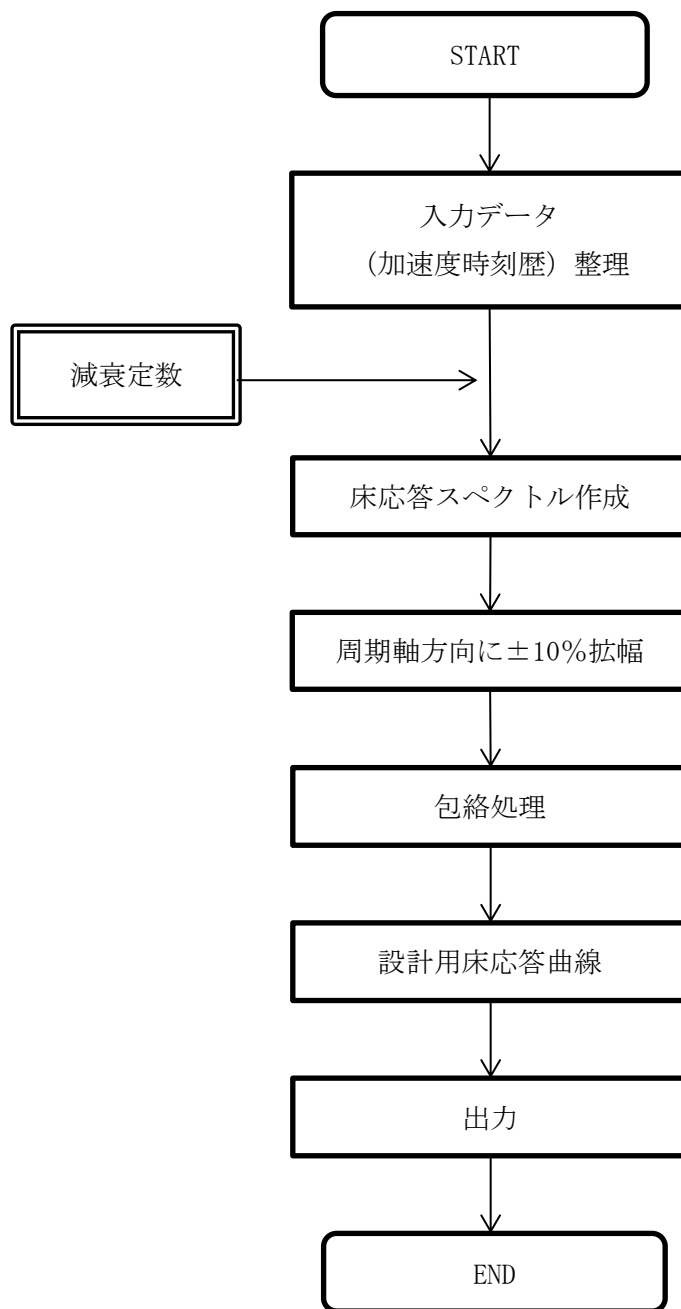 START
入力データ
（加速度時刻歴）整理
減衰定数
床応答スペクトル作成
周期軸方向に±10％拡幅
包絡処理
設計用床応答曲線
出力
END